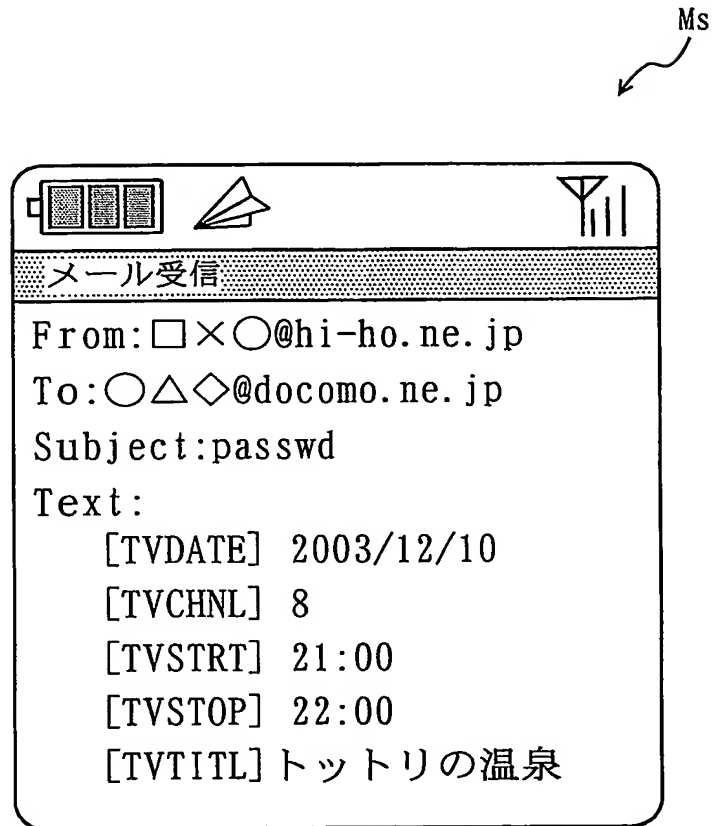 Ms
メール受信
From:□×○@hi-ho.ne.jp
To:○△◇@docomo.ne.jp
Subject:passwd
Text:
[TVDATE] 2003/12/10
[TVCHNL] 8
[TVSTRT] 21:00
[TVSTOP] 22:00
[TVTITL]トットリの温泉